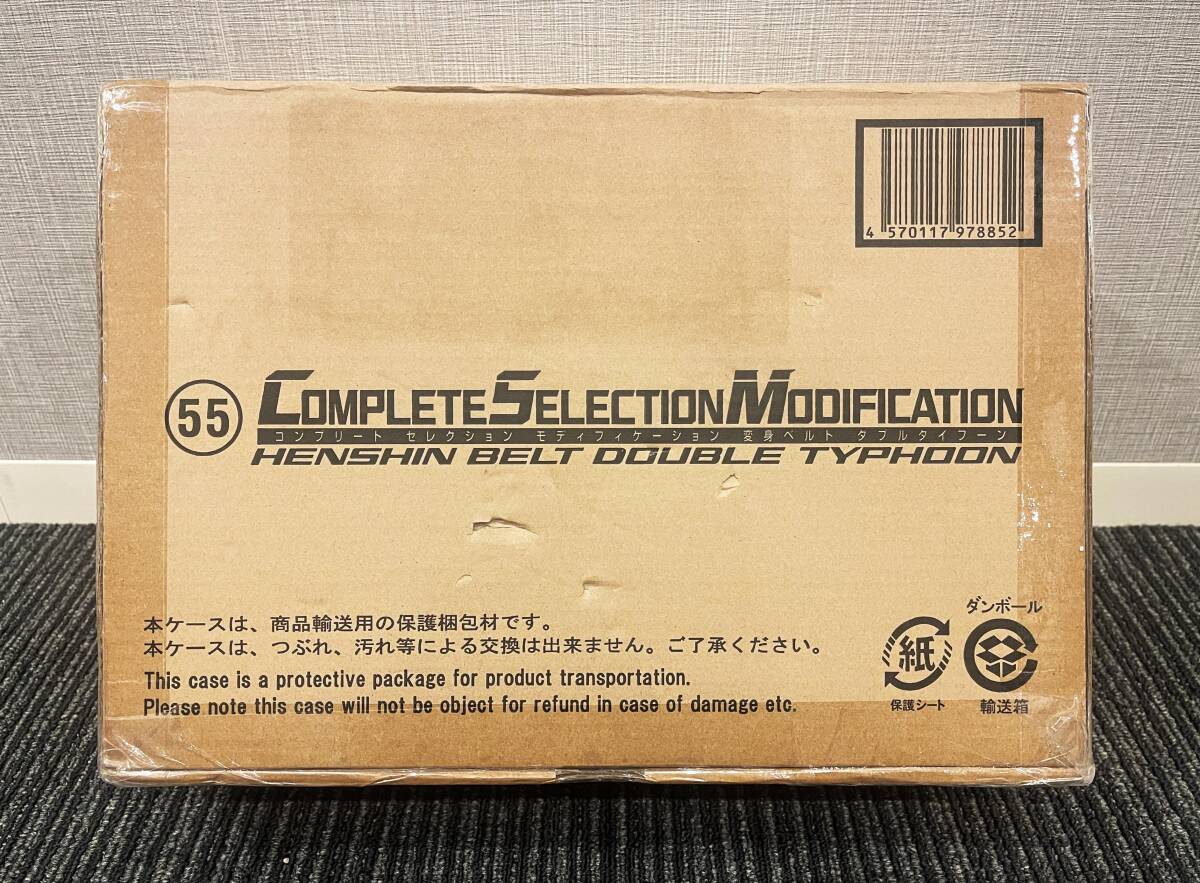 4 570117 978852
55 COMPLETE SELECTION MODIFICATION
コンプリート セレクション モディフィケーション 変身ベルト ダブルタイフーン
HENSHIN BELT DOUBLE TYPHOON
本ケースは、商品輸送用の保護梱包材です。
本ケースは、つぶれ、汚れ等による交換は出来ません。ご了承ください。
This case is a protective package for product transportation.
Please note this case will not be object for refund in case of damage etc.
ダンボール
紙
保護シート 輸送箱